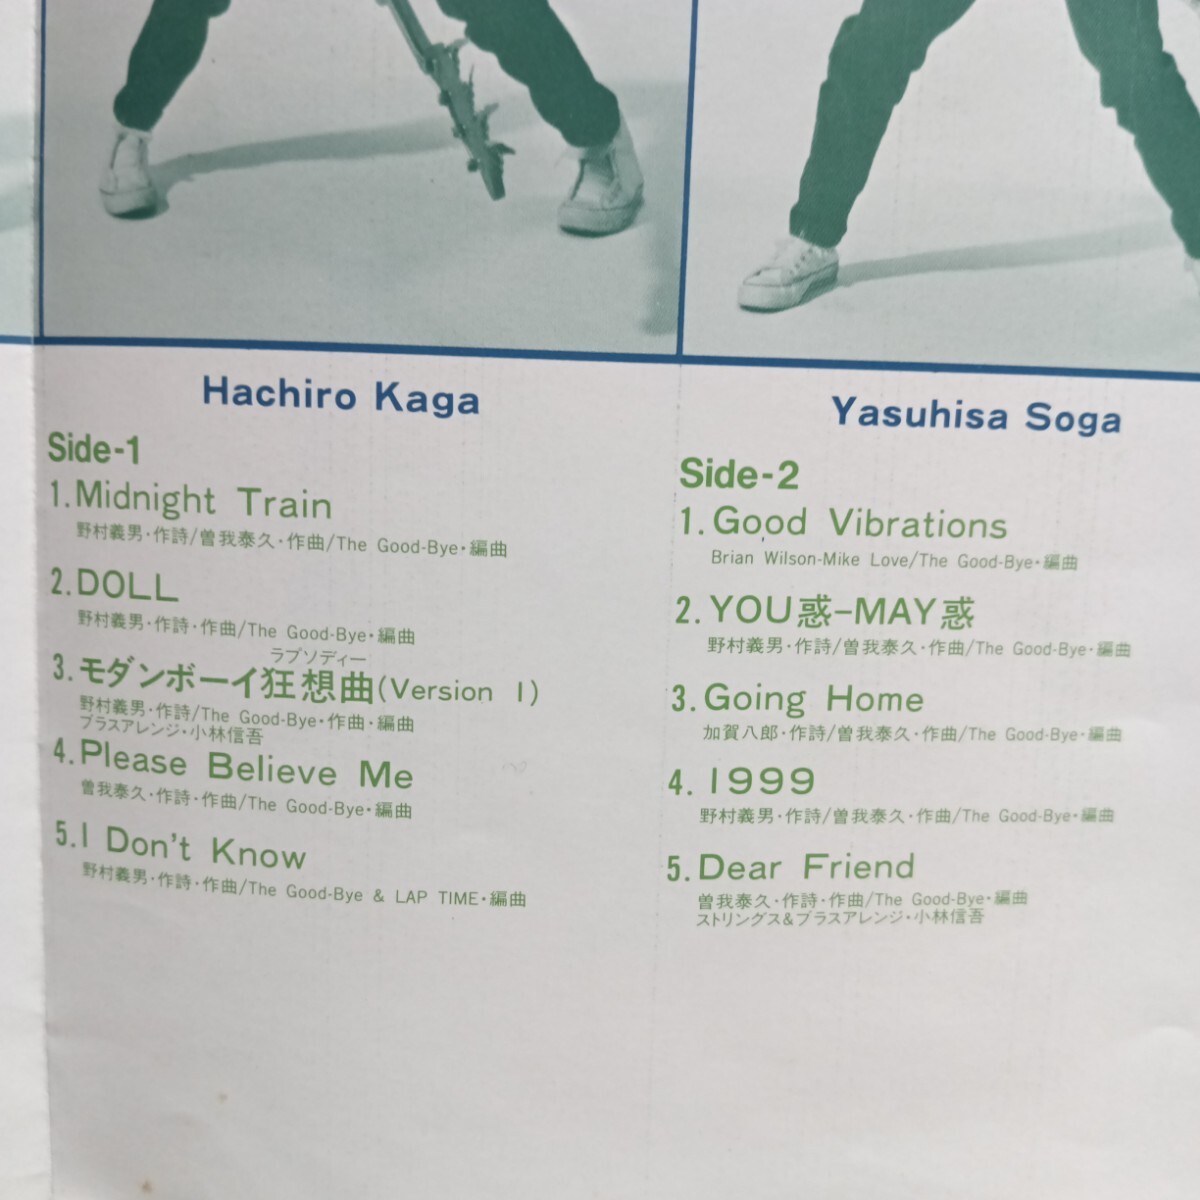 Hachiro Kaga
Yasuhisa Soga
Side-1
1.Midnight Train
野村義男・作詩/曽我泰久・作曲/The Good-Bye・編曲
2.DOLL
野村義男・作詩・作曲/The Good-Bye・編曲
ラプソディー
3.モダンボーイ狂想曲(Version 1)
野村義男・作詩/The Good-Bye・作曲・編曲
ブラスアレンジ・小林信吾
4.Please Believe Me
曽我泰久・作詩・作曲/The Good-Bye・編曲
5.I Don't Know
野村義男・作詩・作曲/The Good-Bye & LAP TIME・編曲
Side-2
1.Good Vibrations
Brian Wilson-Mike Love/The Good-Bye・編曲
2.YOU惑-MAY惑
野村義男・作詩/曽我泰久・作曲/The Good-Bye・編曲
3.Going Home
加賀八郎・作詩/曽我泰久・作曲/The Good-Bye・編曲
4.1999
野村義男・作詩/曽我泰久・作曲/The Good-Bye・編曲
5.Dear Friend
曽我泰久・作詩・作曲/The Good-Bye・編曲
ストリングス&ブラスアレンジ・小林信吾